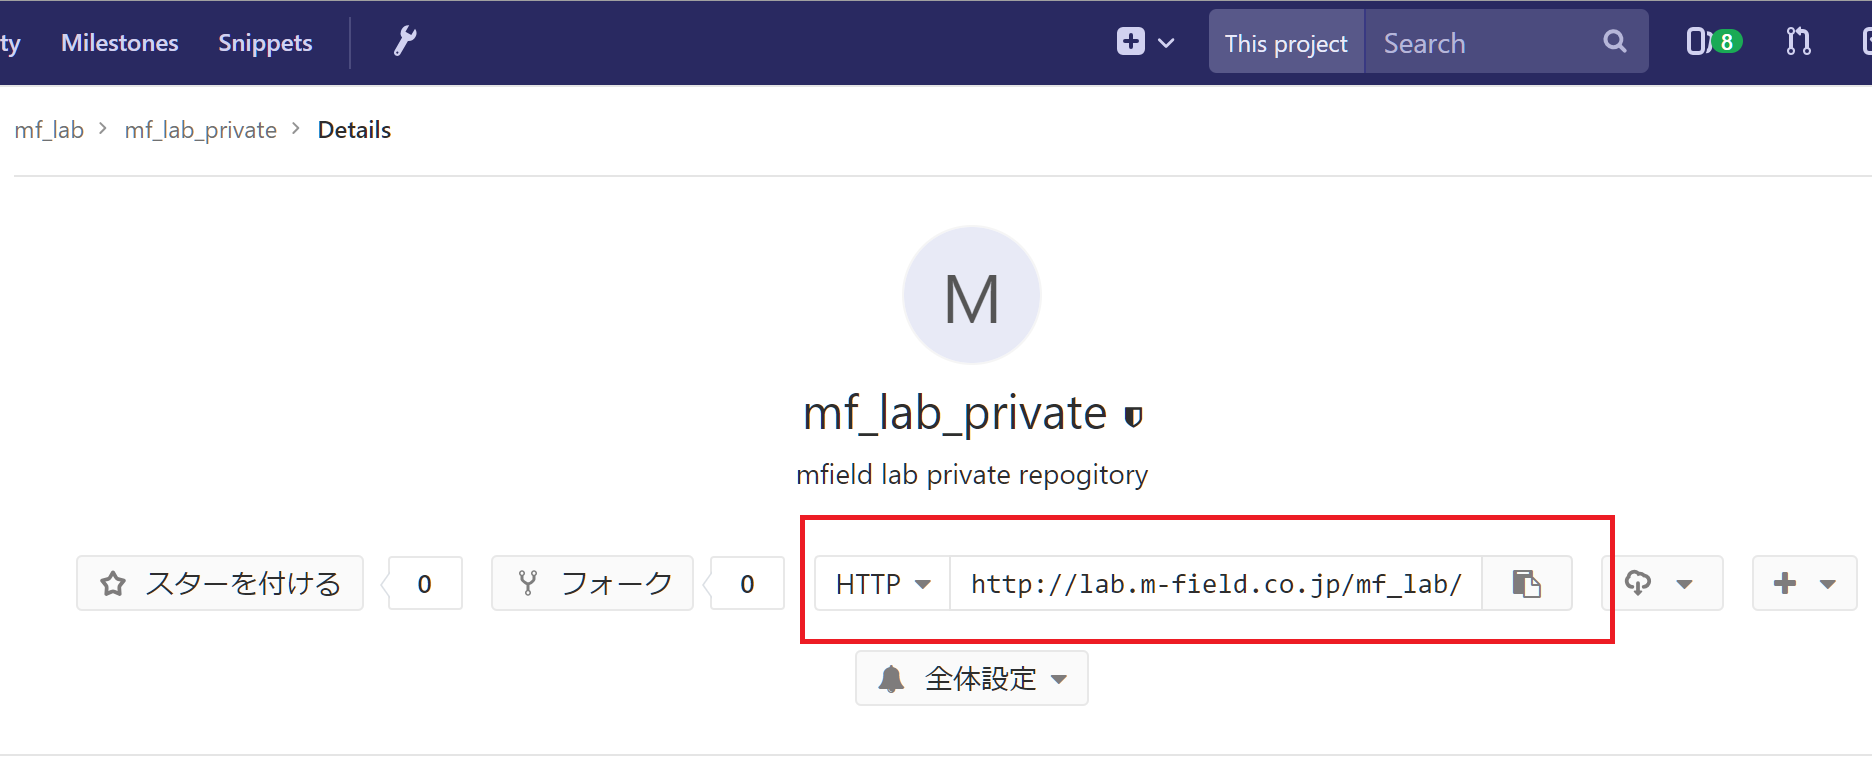 ty Milestones Snippets This project Search 8
mf_lab > mf_lab_private > Details
M
mf_lab_private
mfield lab private repogitory
スターを付ける 0 フォーク 0 HTTP http://lab.m-field.co.jp/mf_lab/
全体設定